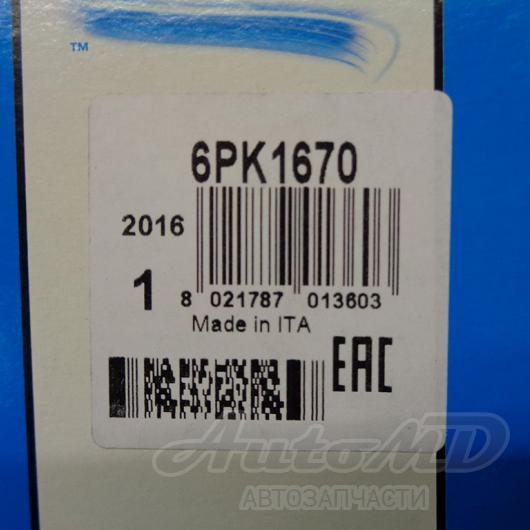 TM
6PK1670
2016
1
8 021787 013603
Made in ITA
EAC
AutoMD
АВТОЗАПЧАСТИ